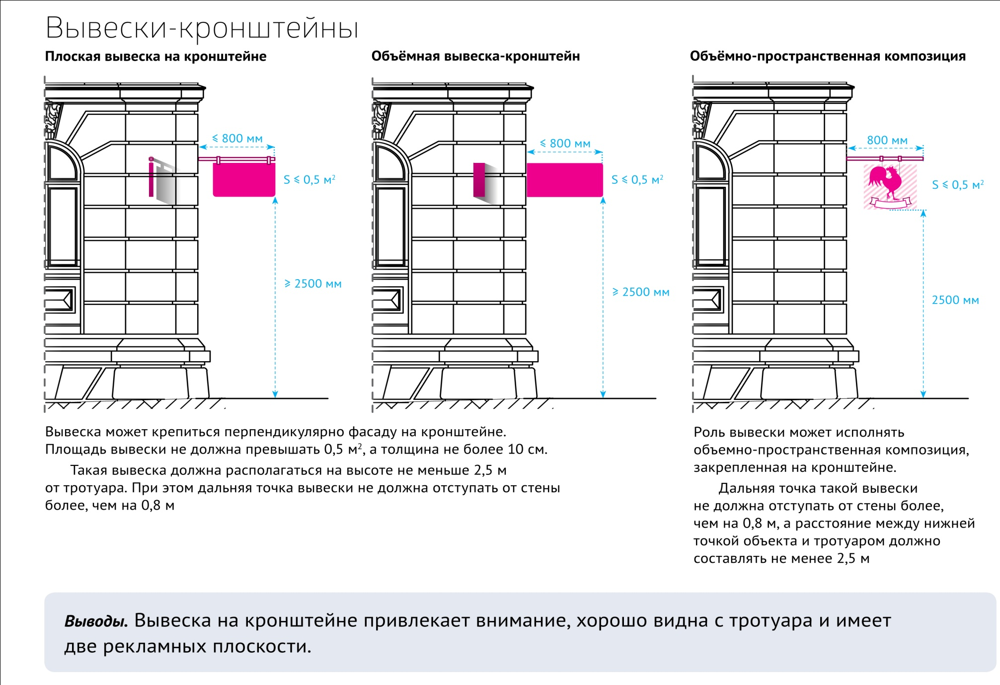 Вывески-кронштейны
Плоская вывеска на кронштейне
Объёмная вывеска-кронштейн
Объёмно-пространственная композиция
⩽ 800 мм
S ⩽ 0,5 м²
⩾ 2500 мм
⩽ 800 мм
S ⩽ 0,5 м²
⩾ 2500 мм
800 мм
S ⩽ 0,5 м²
2500 мм
Вывеска может крепиться перпендикулярно фасаду на кронштейне.
Площадь вывески не должна превышать 0,5 м², а толщина не более 10 см.
Такая вывеска должна располагаться на высоте не меньше 2,5 м
от тротуара. При этом дальняя точка вывески не должна отступать от стены
более, чем на 0,8 м
Роль вывески может исполнять
объемно-пространственная композиция,
закрепленная на кронштейне.
Дальняя точка такой вывески
не должна отступать от стены более,
чем на 0,8 м, а расстояние между нижней
точкой объекта и тротуаром должно
составлять не менее 2,5 м
Выводы. Вывеска на кронштейне привлекает внимание, хорошо видна с тротуара и имеет
две рекламных плоскости.